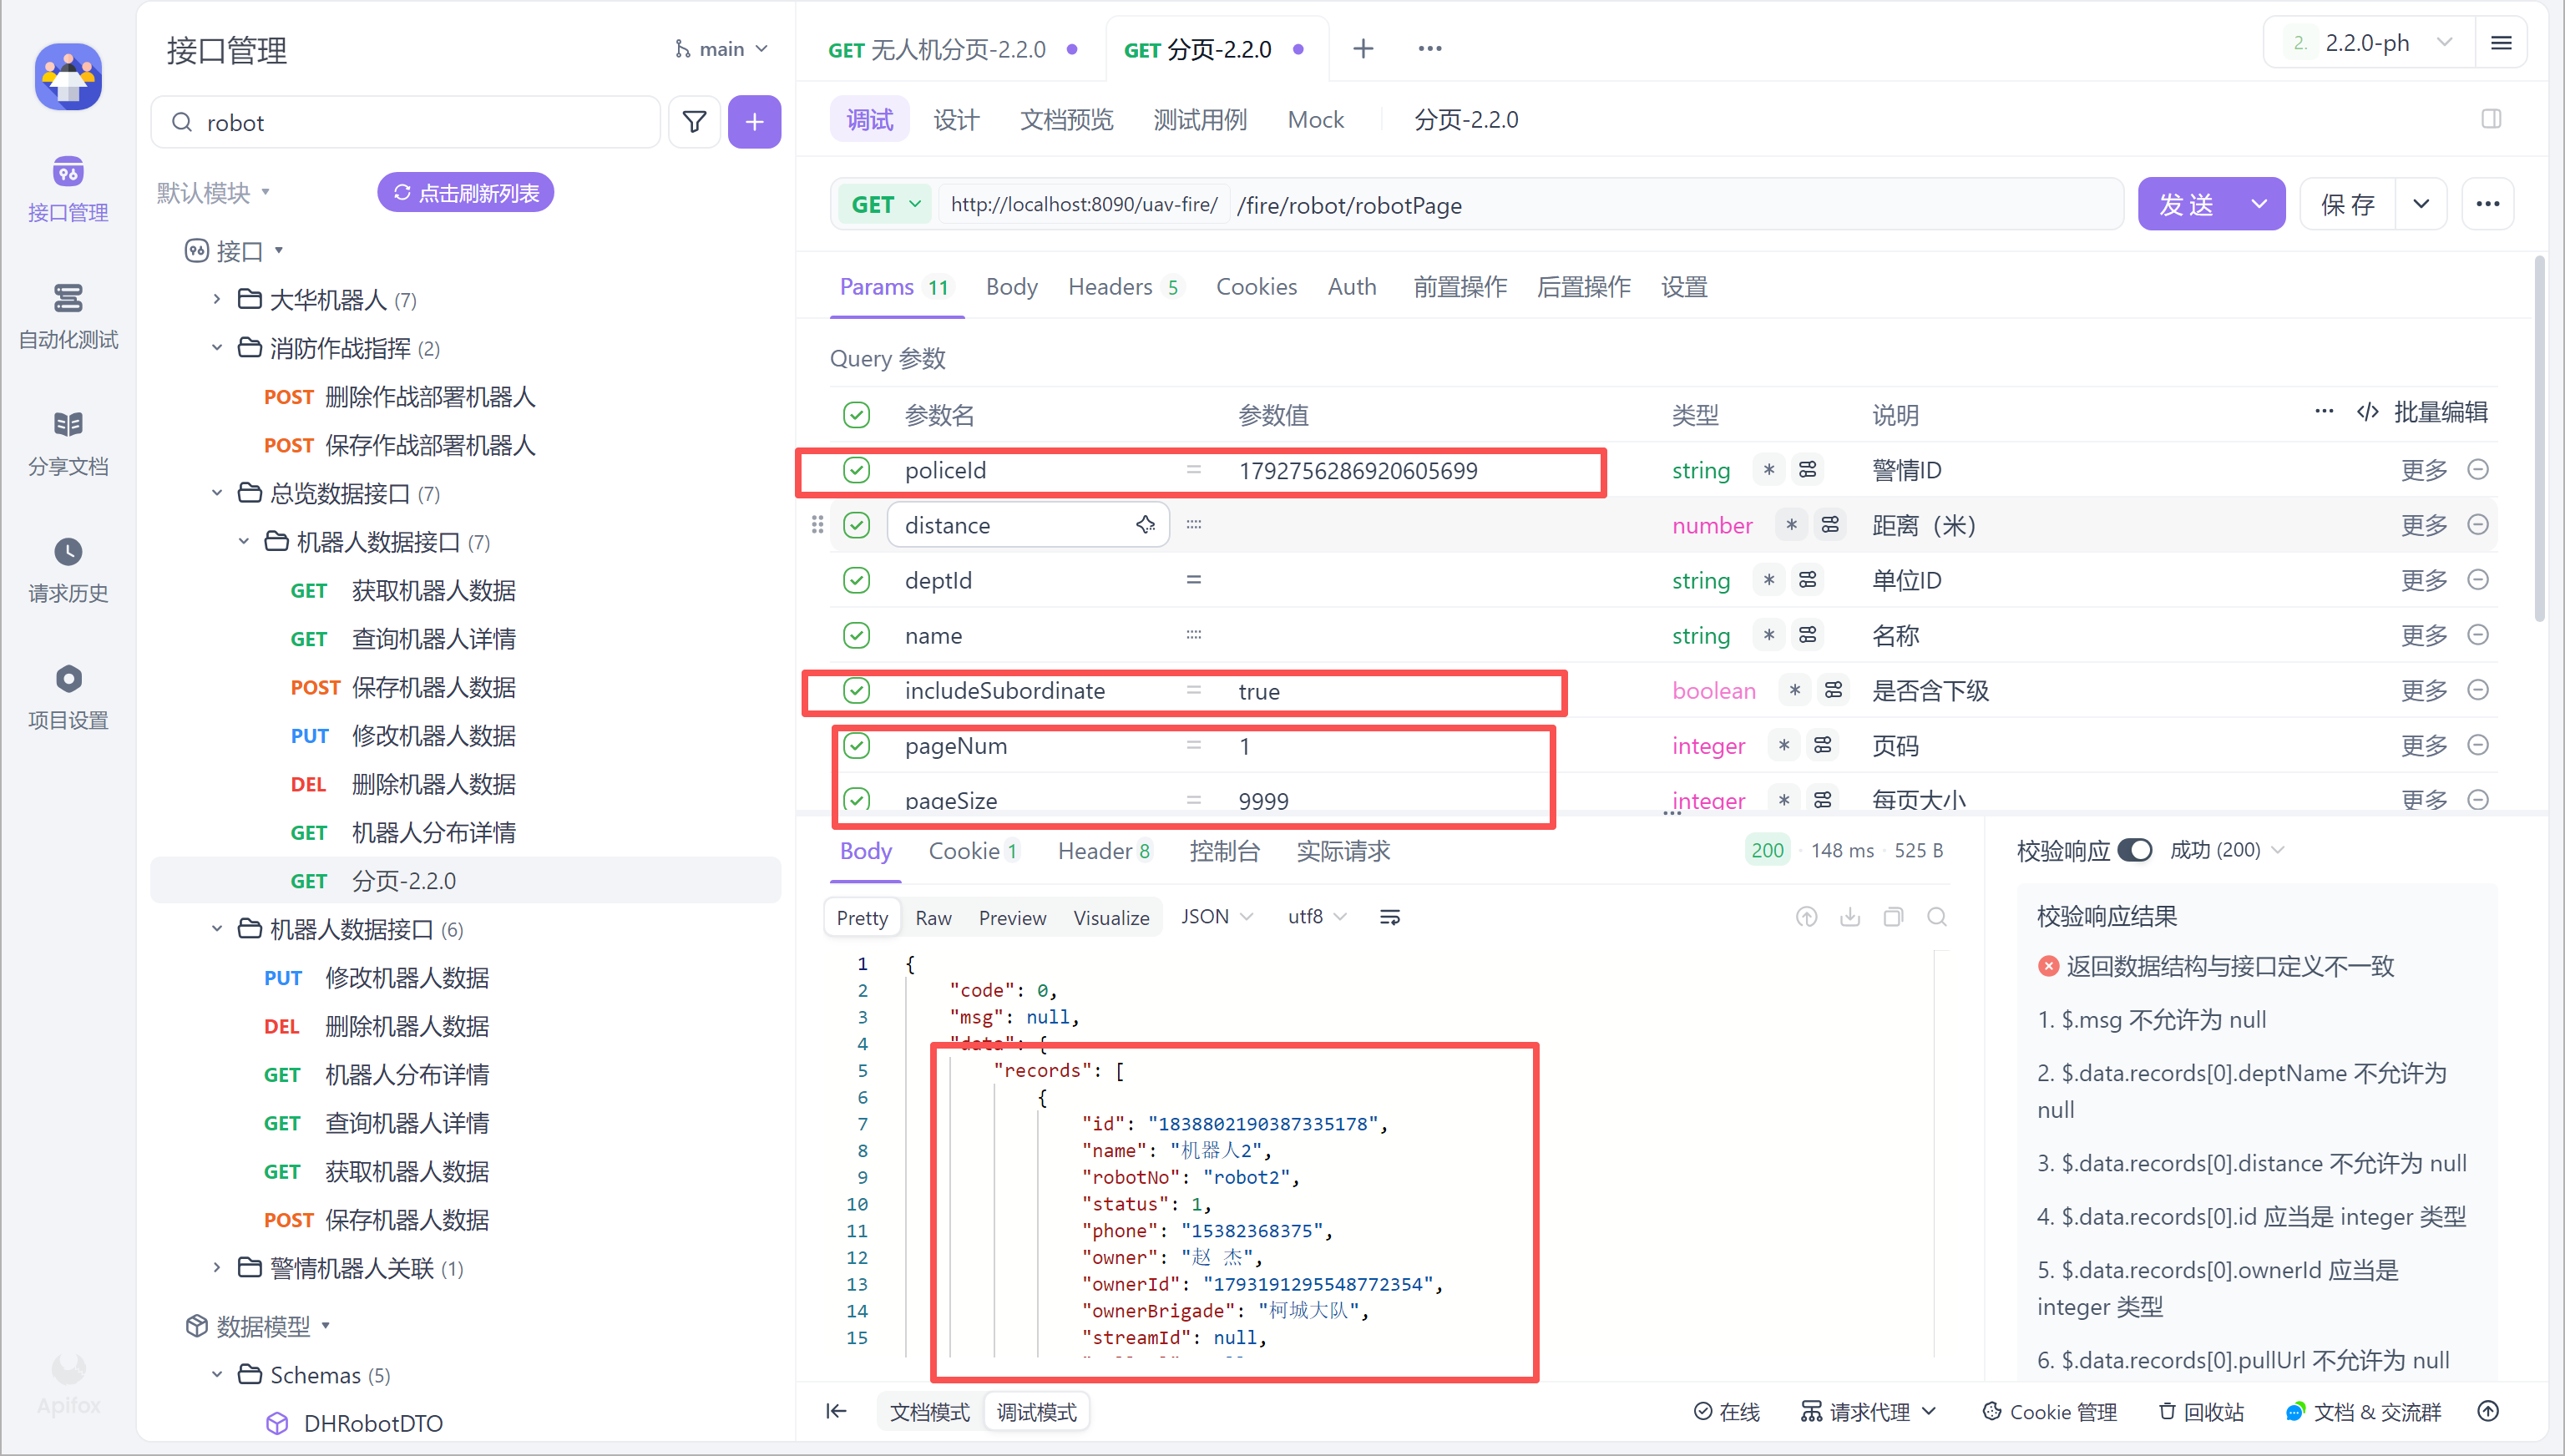 接口管理
main
robot
默认模块
点击刷新列表
接口
大华机器人 (7)
消防作战指挥 (2)
POST 删除作战部署机器人
POST 保存作战部署机器人
总览数据接口 (7)
机器人数据接口 (7)
GET 获取机器人数据
GET 查询机器人详情
POST 保存机器人数据
PUT 修改机器人数据
DEL 删除机器人数据
GET 机器人分布详情
GET 分页-2.2.0
机器人数据接口 (6)
PUT 修改机器人数据
DEL 删除机器人数据
GET 机器人分布详情
GET 查询机器人详情
GET 获取机器人数据
POST 保存机器人数据
警情机器人关联 (1)
数据模型
Schemas (5)
DHRobotDTO
接口管理
自动化测试
分享文档
请求历史
项目设置
Apifox
GET 无人机分页-2.2.0
GET 分页-2.2.0
2. 2.2.0-ph
调试 设计 文档预览 测试用例 Mock 分页-2.2.0
GET http://localhost:8090/uav-fire/ /fire/robot/robotPage
发 送
保 存
Params 11 Body Headers 5 Cookies Auth 前置操作 后置操作 设置
Query 参数
参数名 参数值 类型 说明 批量编辑
policeId = 1792756286920605699 string * 警情ID 更多
distance number * 距离（米） 更多
deptId = string * 单位ID 更多
name string * 名称 更多
includeSubordinate = true boolean * 是否含下级 更多
pageNum = 1 integer * 页码 更多
pageSize = 9999 integer * 每页大小 更多
Body Cookie 1 Header 8 控制台 实际请求
200 · 148 ms · 525 B
Pretty Raw Preview Visualize JSON utf8
1 {
2 "code": 0,
3 "msg": null,
4 "data": {
5 "records": [
6 {
7 "id": "1838802190387335178",
8 "name": "机器人2",
9 "robotNo": "robot2",
10 "status": 1,
11 "phone": "15382368375",
12 "owner": "赵 杰",
13 "ownerId": "1793191295548772354",
14 "ownerBrigade": "柯城大队",
15 "streamId": null,
校验响应 成功 (200)
校验响应结果
返回数据结构与接口定义不一致
1. $.msg 不允许为 null
2. $.data.records[0].deptName 不允许为
null
3. $.data.records[0].distance 不允许为 null
4. $.data.records[0].id 应当是 integer 类型
5. $.data.records[0].ownerId 应当是
integer 类型
6. $.data.records[0].pullUrl 不允许为 null
文档模式 调试模式
在线 请求代理 Cookie 管理 回收站 文档 & 交流群